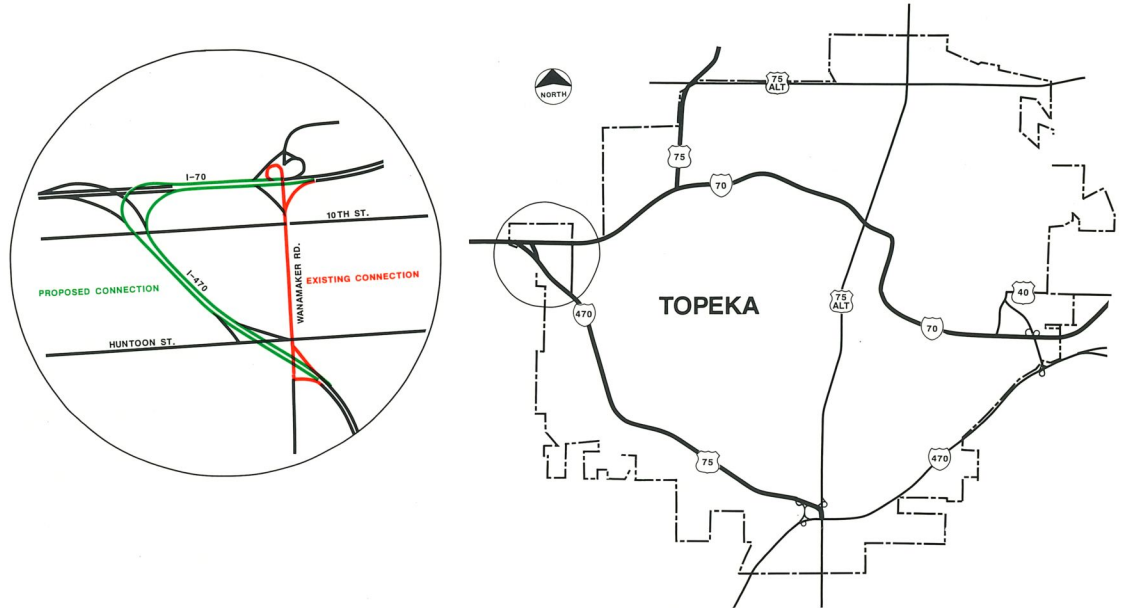 I-70
10TH ST.
I-470
WANAMAKER RD.
PROPOSED CONNECTION
EXISTING CONNECTION
HUNTOON ST.
NORTH
75
ALT
75
70
40
TOPEKA
75
ALT
470
70
75
470